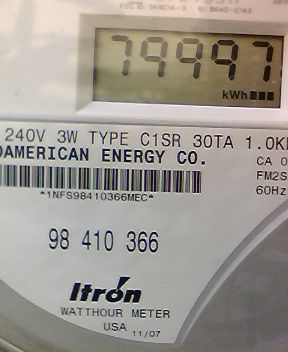 79997
kWh
240V 3W TYPE C1SR 30TA 1.0K
OAMERICAN ENERGY CO.
CA 0
FM2S
60Hz
*1NFS98410366MEC*
98 410 366
Itron
WATTHOUR METER
USA 11/07